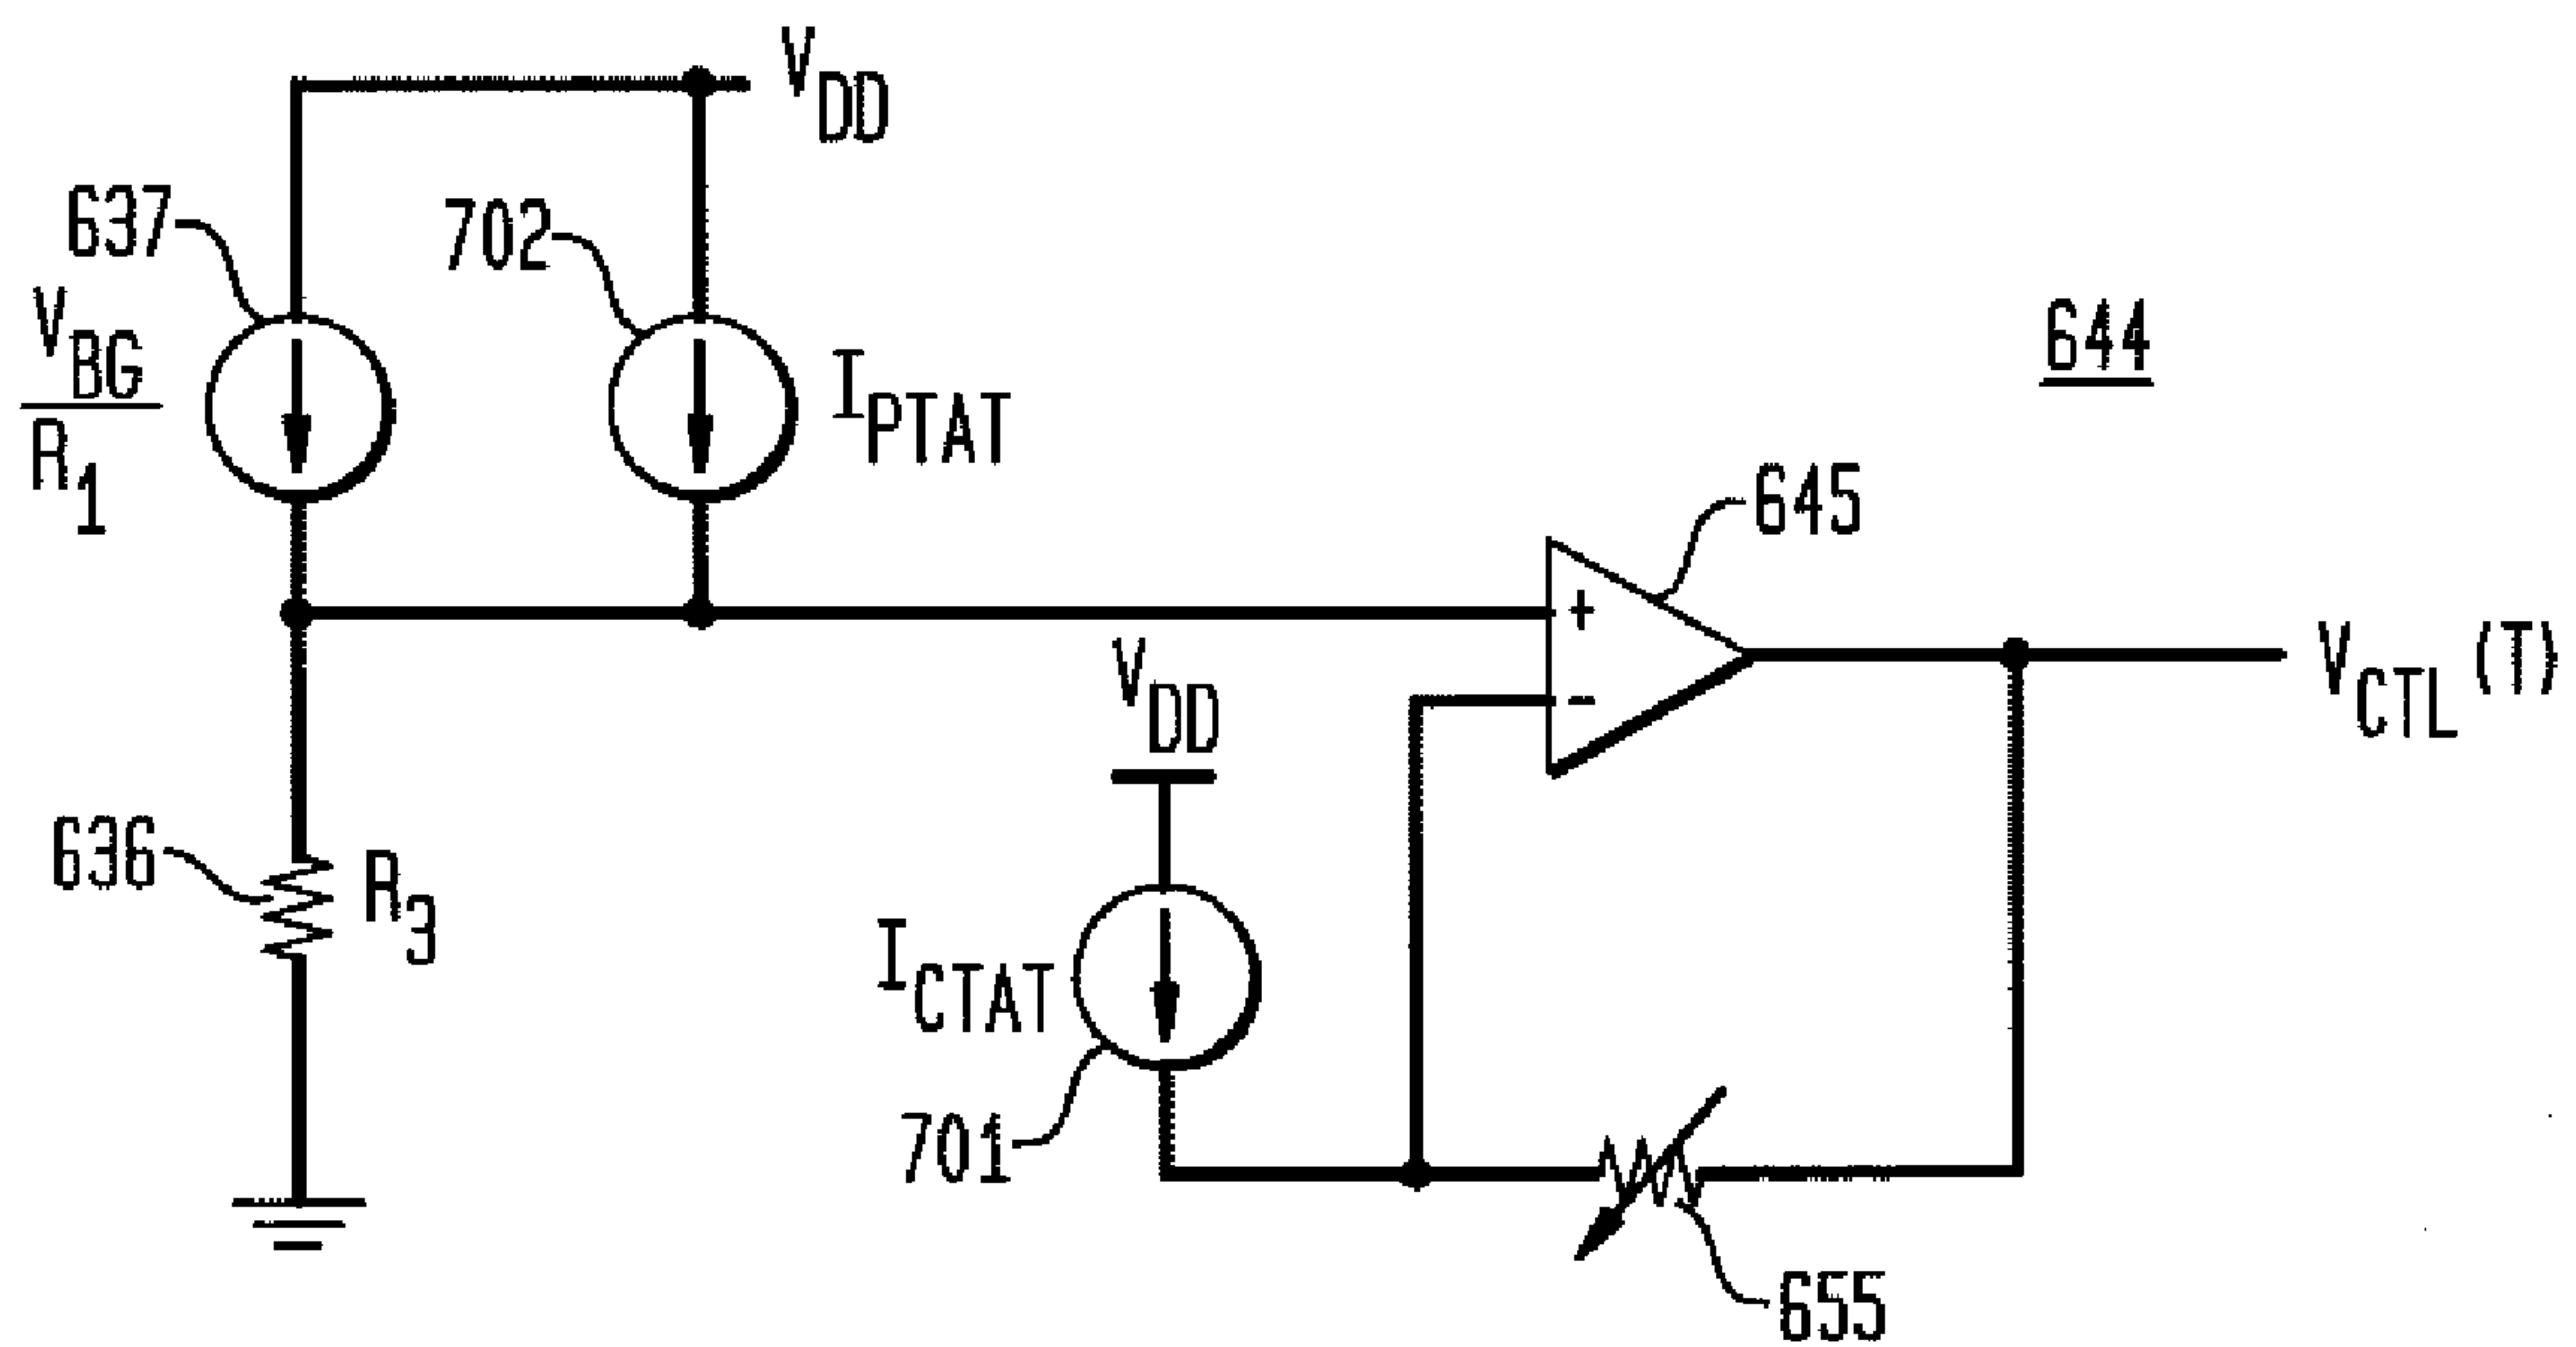 V_DD
637
702
V_BG
R_1
I_PTAT
644
645
+
V_DD
-
V_CTL (T)
636
R_3
I_CTAT
701
655